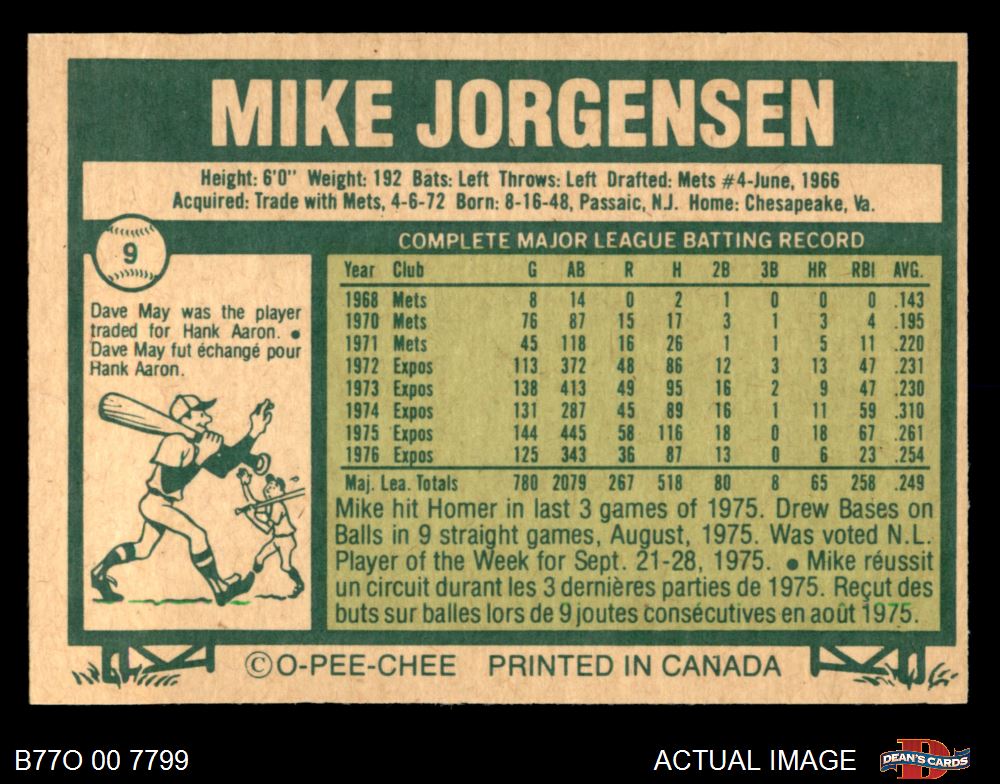 MIKE JORGENSEN
Height: 6'0" Weight: 192 Bats: Left Throws: Left Drafted: Mets #4-June, 1966
Acquired: Trade with Mets, 4-6-72 Born: 8-16-48, Passaic, N.J. Home: Chesapeake, Va.
9
Dave May was the player
traded for Hank Aaron. •
Dave May fut échangé pour
Hank Aaron.
COMPLETE MAJOR LEAGUE BATTING RECORD
Year Club G AB R H 2B 3B HR RBI AVG.
1968 Mets 8 14 0 2 1 0 0 0 .143
1970 Mets 76 87 15 17 3 1 3 4 .195
1971 Mets 45 118 16 26 1 1 5 11 .220
1972 Expos 113 372 48 86 12 3 13 47 .231
1973 Expos 138 413 49 95 16 2 9 47 .230
1974 Expos 131 287 45 89 16 1 11 59 .310
1975 Expos 144 445 58 116 18 0 18 67 .261
1976 Expos 125 343 36 87 13 0 6 23 .254
Maj. Lea. Totals 780 2079 267 518 80 8 65 258 .249
Mike hit Homer in last 3 games of 1975. Drew Bases on
Balls in 9 straight games, August, 1975. Was voted N.L.
Player of the Week for Sept. 21-28, 1975. • Mike réussit
un circuit durant les 3 dernières parties de 1975. Reçut des
buts sur balles lors de 9 joutes consécutives en août 1975.
©O-PEE-CHEE PRINTED IN CANADA
B77O 00 7799
ACTUAL IMAGE
D
DEAN'S CARDS